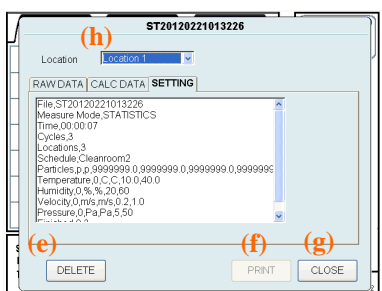 ST20120221013226
(h)
Location Location 1
RAW DATA CALC DATA SETTING
File,ST20120221013226
Measure Mode,STATISTICS
Time,00:00:07
Cycles,3
Locations,3
Schedule,Cleanroom2
Particles,p,p,9999999.0,9999999.0,9999999.0,9999999
Temperature,0,C,C,10.0,40.0
Humidity,0,%,%,20,60
Velocity,0,m/s,m/s,0.2,1.0
Pressure,0,Pa,Pa,5,50
(e) (f) (g)
DELETE PRINT CLOSE